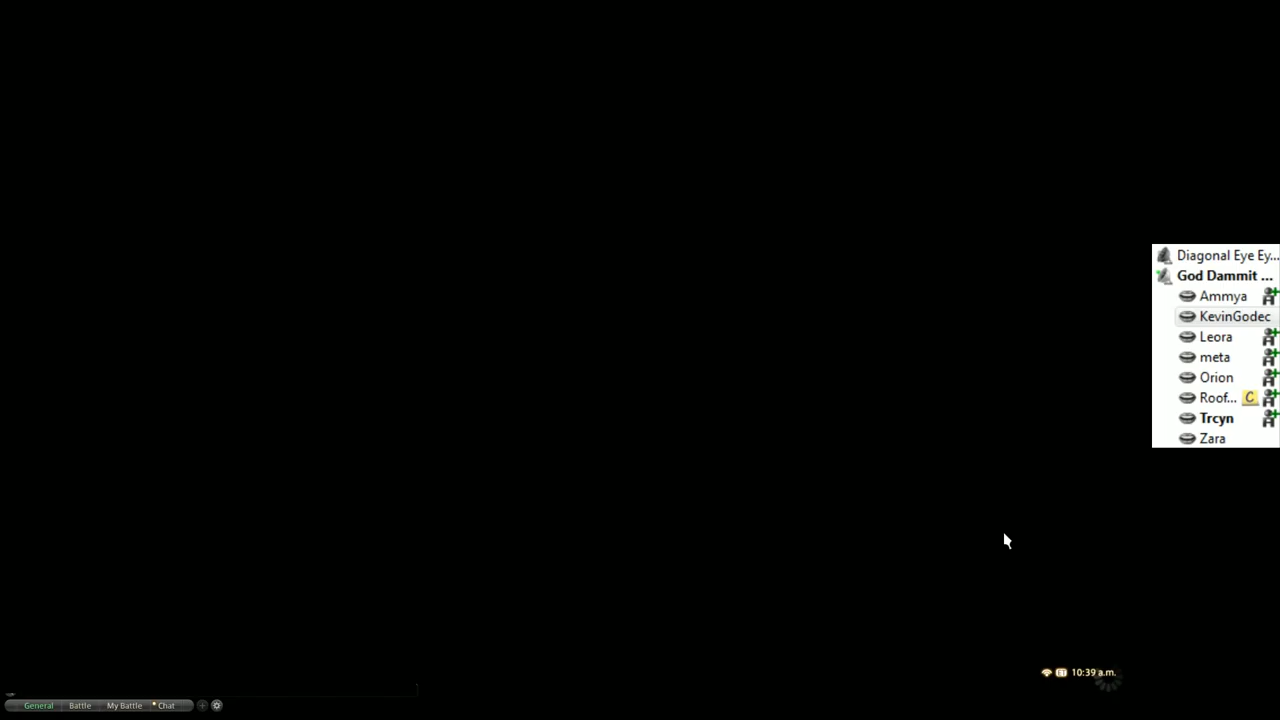 Diagonal Eye Ey...
God Dammit ...
Ammya
KevinGodec
Leora
meta
Orion
Roof... C
Trcyn
Zara
ET 10:39 a.m.
General Battle My Battle Chat